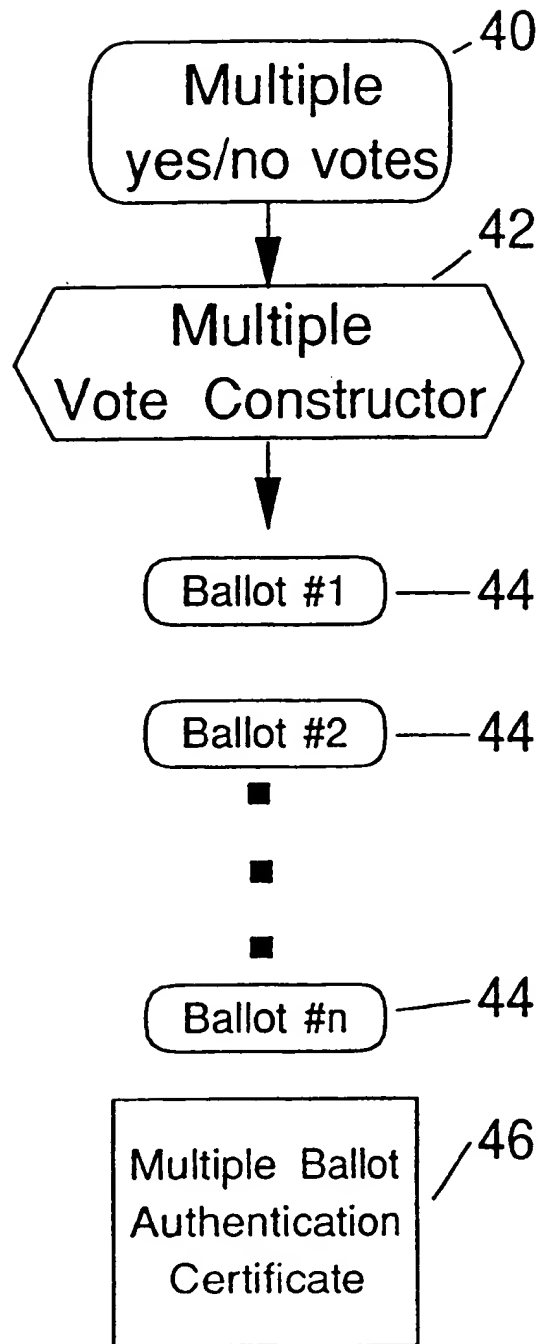 40
Multiple
yes/no votes
42
Multiple
Vote Constructor
Ballot #1 44
Ballot #2 44
Ballot #n 44
46
Multiple Ballot
Authentication
Certificate